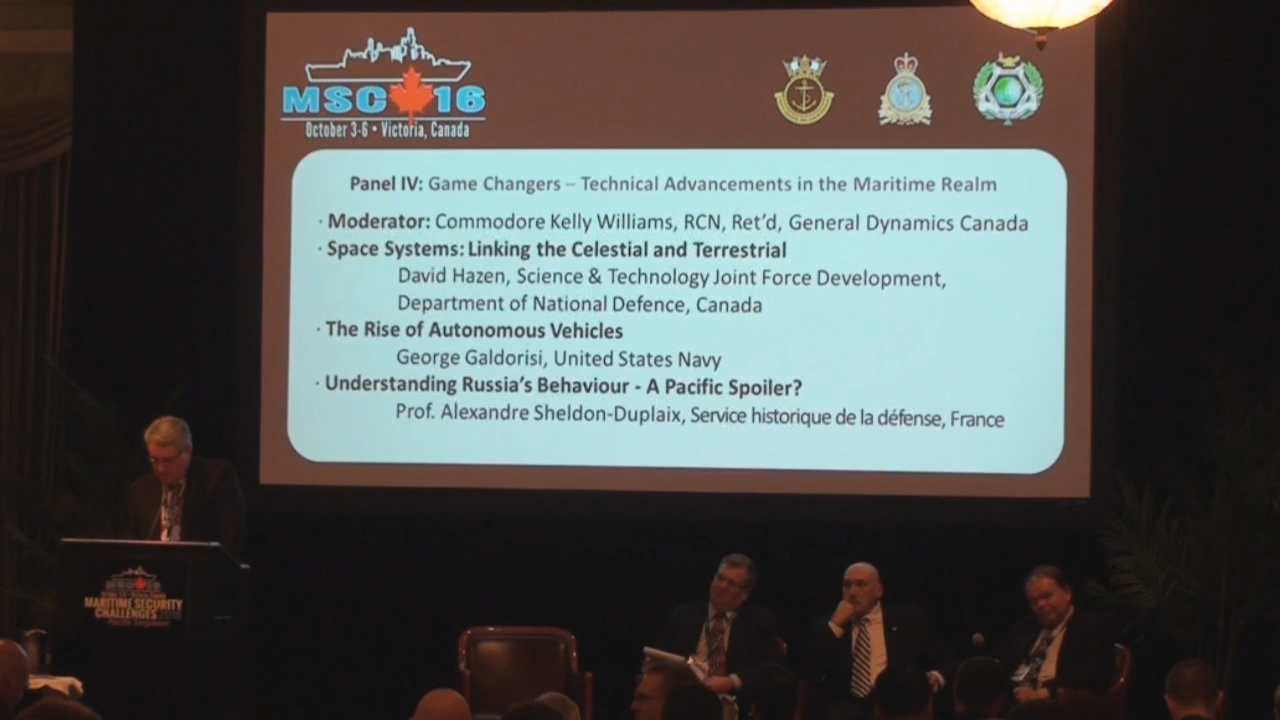 MSC 16
October 3-6 • Victoria, Canada
Panel IV: Game Changers – Technical Advancements in the Maritime Realm
· Moderator: Commodore Kelly Williams, RCN, Ret'd, General Dynamics Canada
· Space Systems: Linking the Celestial and Terrestrial
David Hazen, Science & Technology Joint Force Development,
Department of National Defence, Canada
· The Rise of Autonomous Vehicles
George Galdorisi, United States Navy
· Understanding Russia's Behaviour - A Pacific Spoiler?
Prof. Alexandre Sheldon-Duplaix, Service historique de la défense, France
MARITIME SECURITY
CHALLENGES